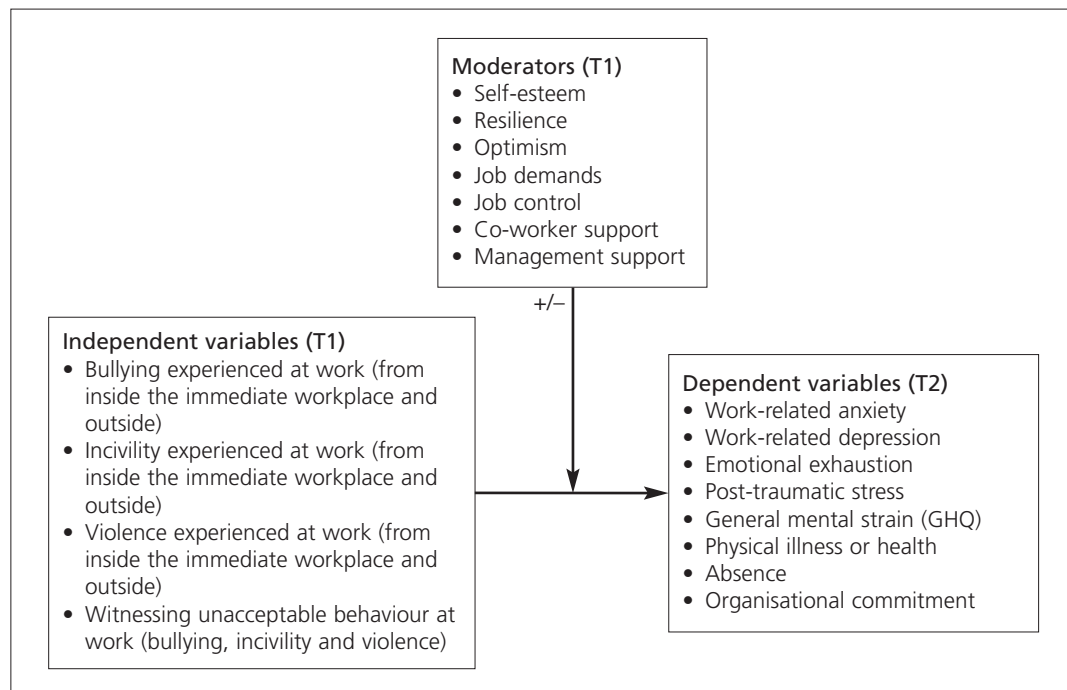 Moderators (T1)
• Self-esteem
• Resilience
• Optimism
• Job demands
• Job control
• Co-worker support
• Management support
+/–
Independent variables (T1)
• Bullying experienced at work (from
inside the immediate workplace and
outside)
• Incivility experienced at work (from
inside the immediate workplace and
outside)
• Violence experienced at work (from
inside the immediate workplace and
outside)
• Witnessing unacceptable behaviour at
work (bullying, incivility and violence)
Dependent variables (T2)
• Work-related anxiety
• Work-related depression
• Emotional exhaustion
• Post-traumatic stress
• General mental strain (GHQ)
• Physical illness or health
• Absence
• Organisational commitment